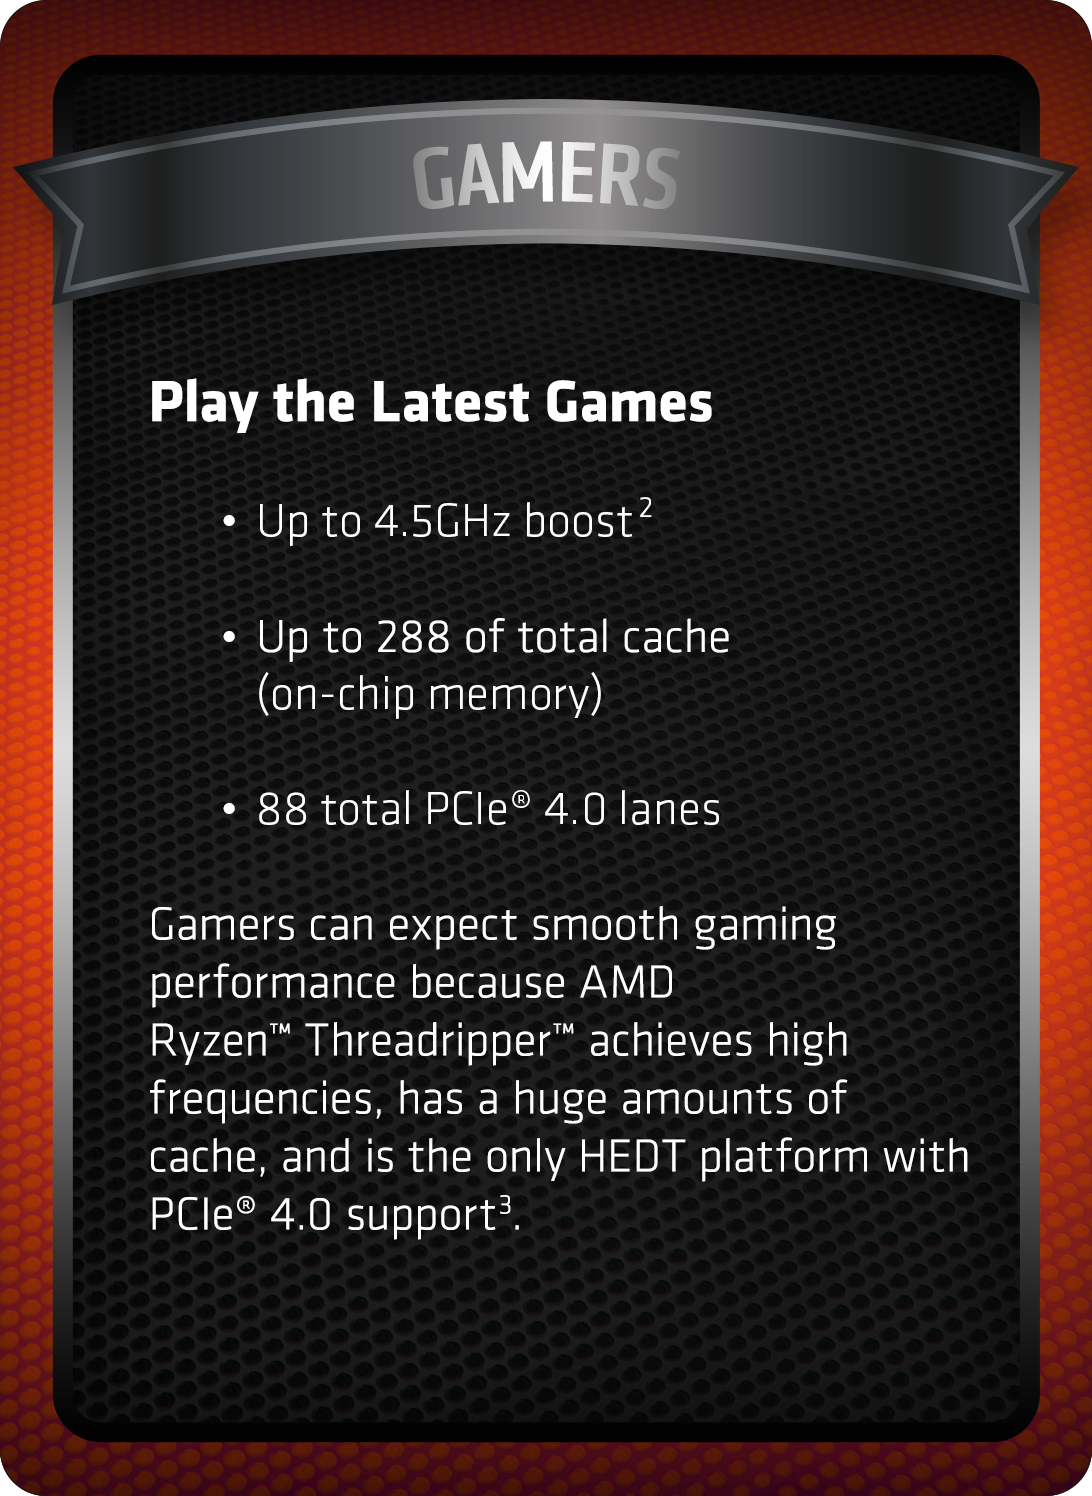 GAMERS
Play the Latest Games
• Up to 4.5GHz boost²
• Up to 288 of total cache
(on-chip memory)
• 88 total PCIe® 4.0 lanes
Gamers can expect smooth gaming
performance because AMD
Ryzen™ Threadripper™ achieves high
frequencies, has a huge amounts of
cache, and is the only HEDT platform with
PCIe® 4.0 support³.